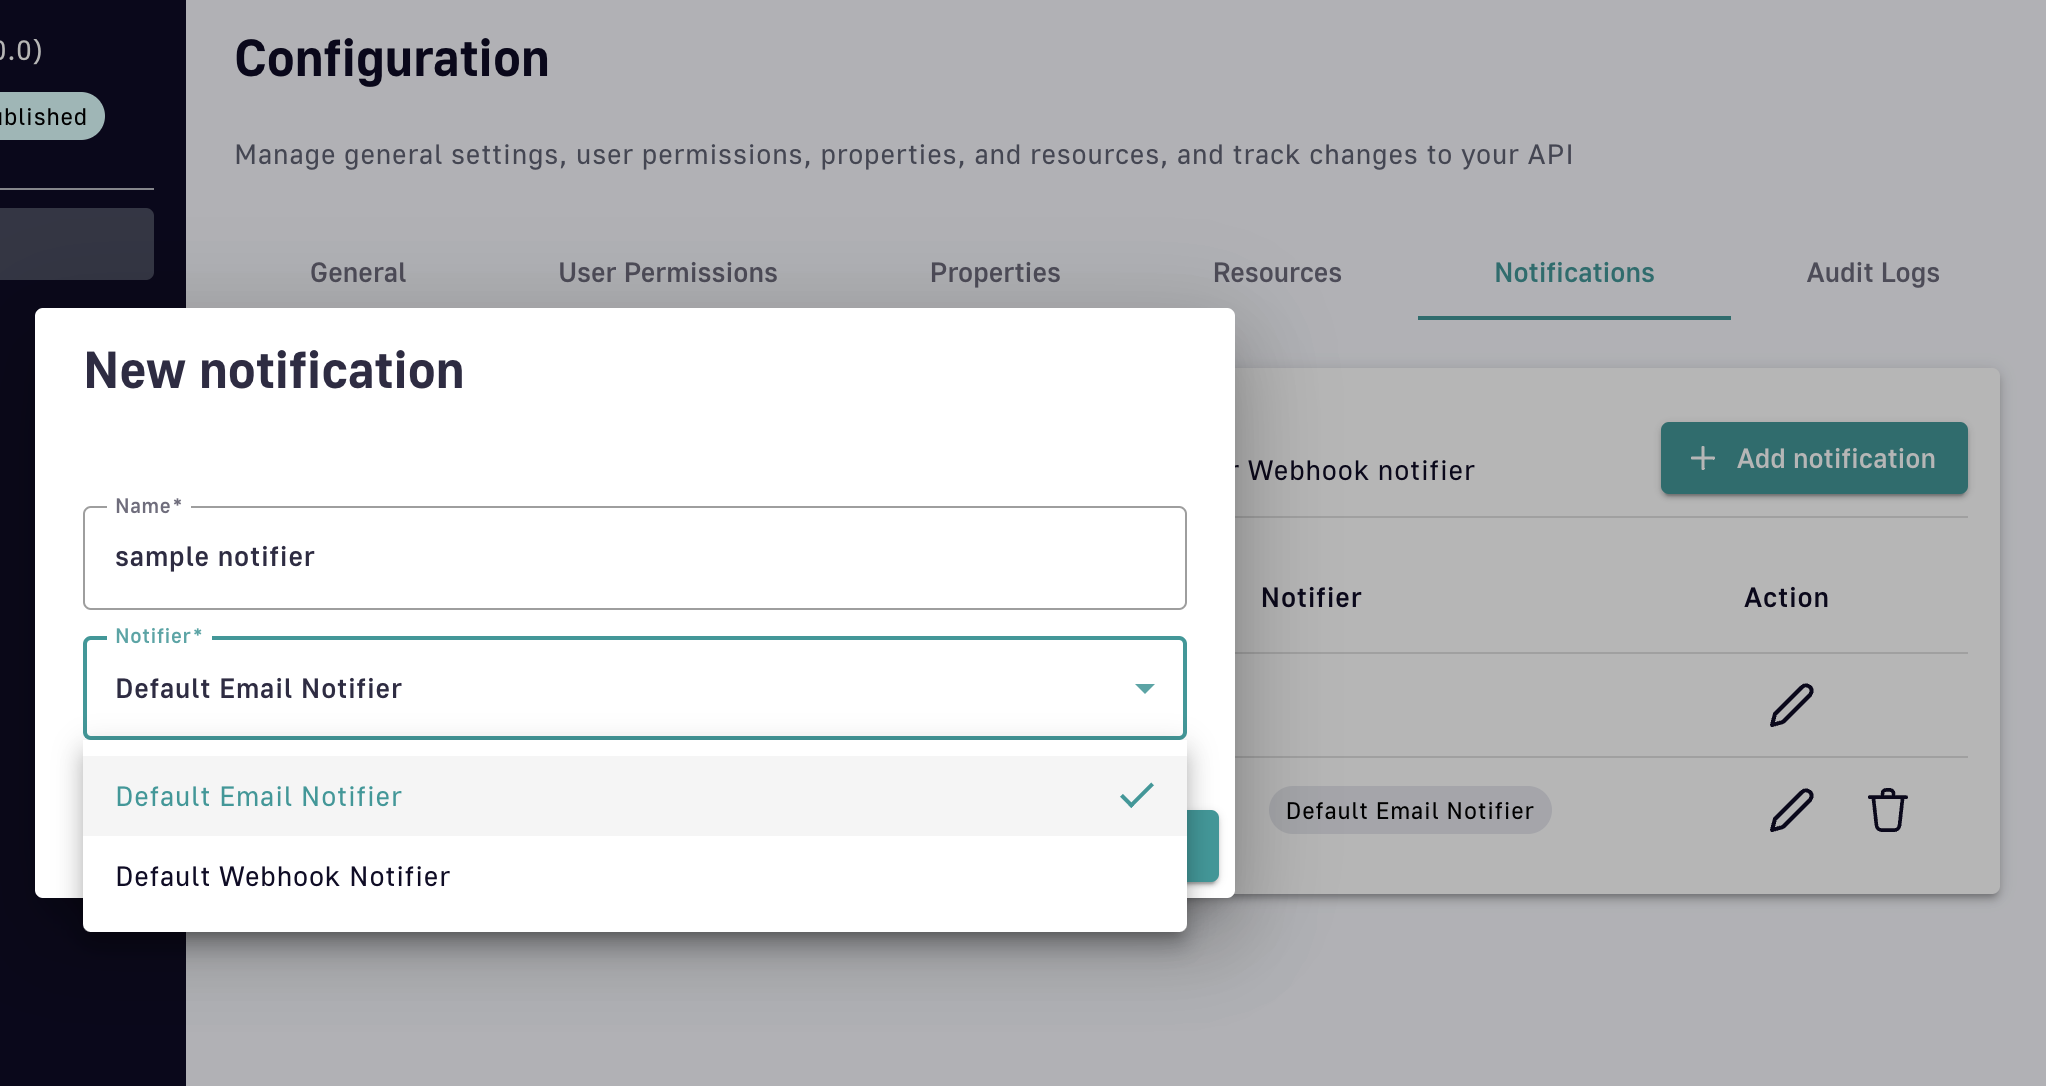 0.0)
Configuration
Manage general settings, user permissions, properties, and resources, and track changes to your API
General User Permissions Properties Resources Notifications Audit Logs
New notification
Webhook notifier
+ Add notification
Name*
sample notifier
Notifier Action
Notifier*
Default Email Notifier
Default Email Notifier ✓
Default Email Notifier
Default Webhook Notifier